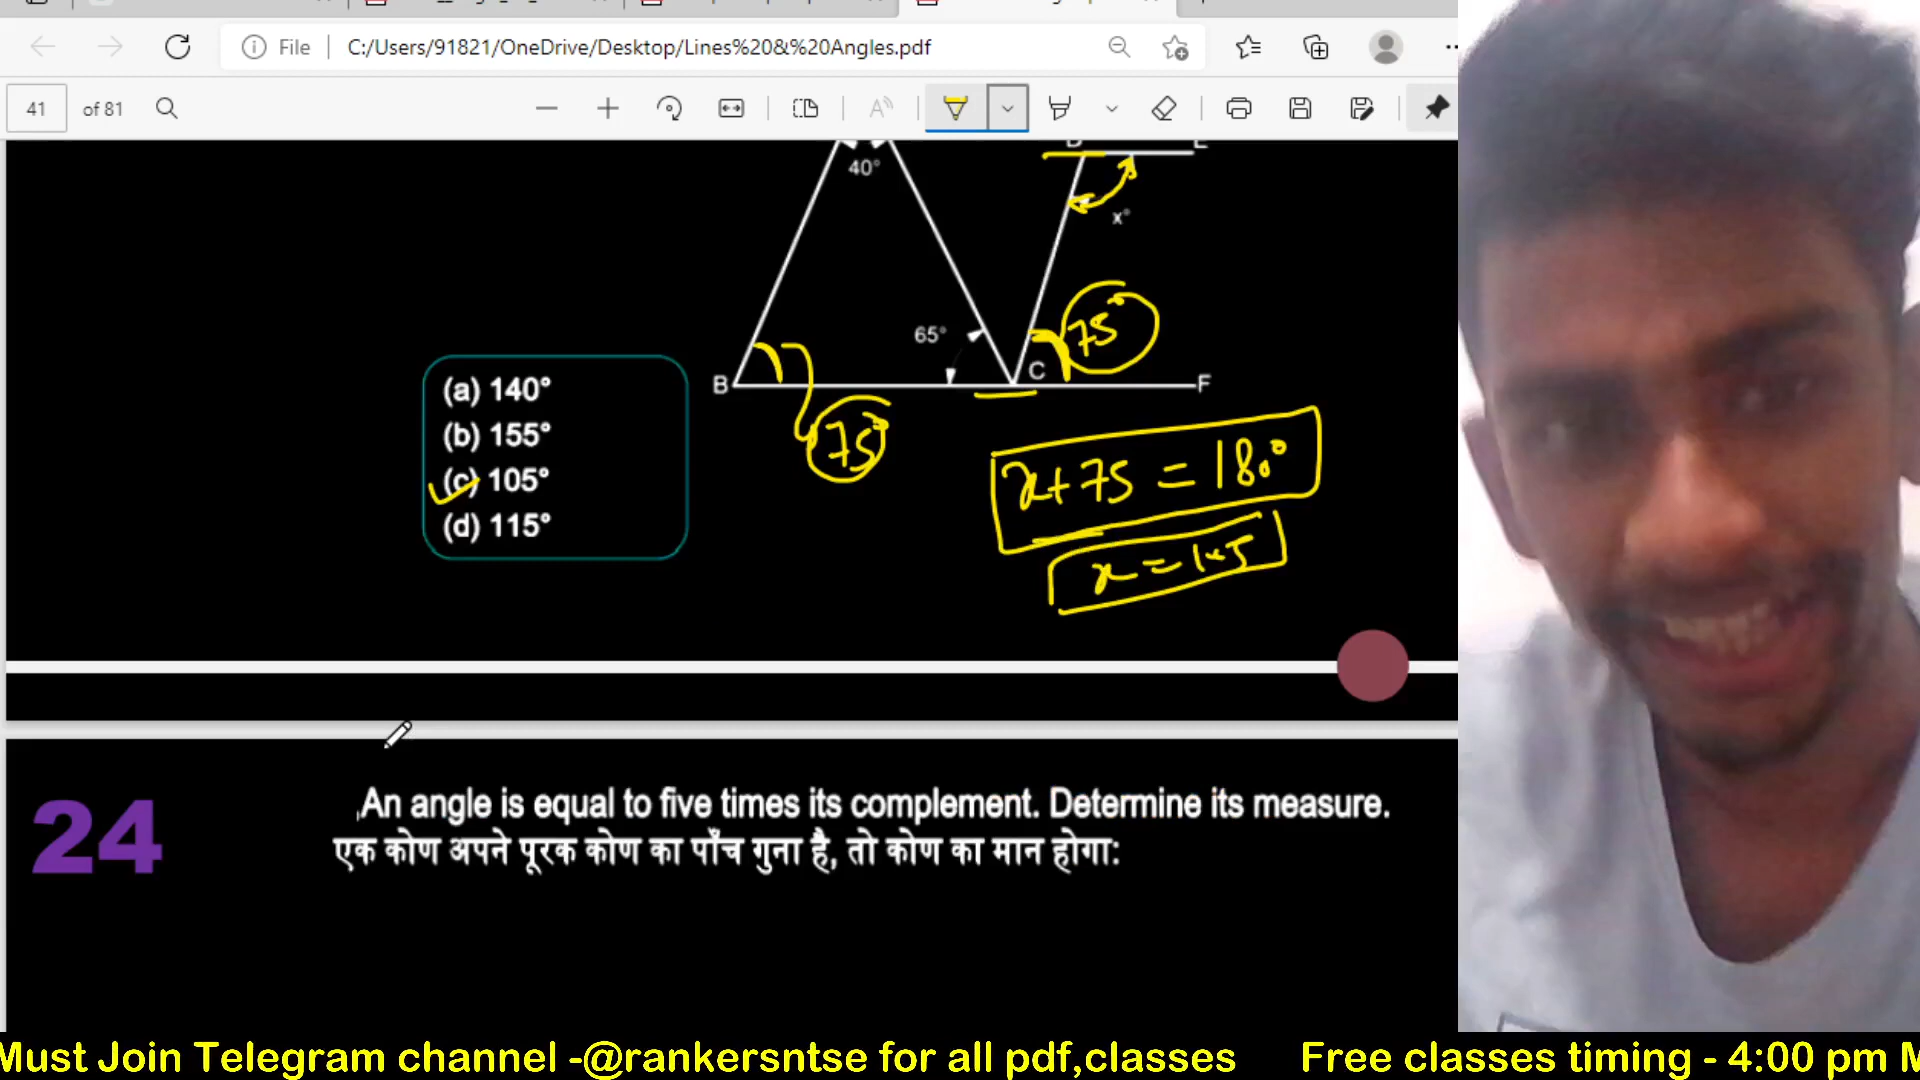 File C:/Users/91821/OneDrive/Desktop/Lines%20&%20Angles.pdf
41 of 81
40°
x°
65°
75°
B
C
F
75°
(a) 140°
(b) 155°
(c) 105°
(d) 115°
x+75 = 180°
x = 105
24
An angle is equal to five times its complement. Determine its measure.
एक कोण अपने पूरक कोण का पाँच गुना है, तो कोण का मान होगा:
Must Join Telegram channel -@rankersntse for all pdf,classes Free classes timing - 4:00 pm